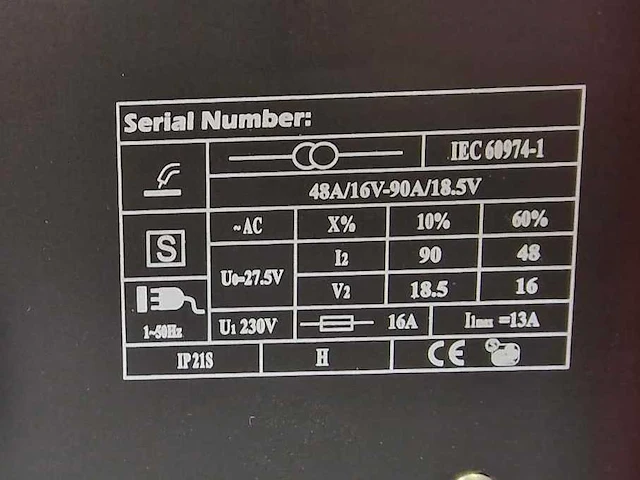 Serial Number:
IEC 60974-1
48A/16V-90A/18.5V
~AC X% 10% 60%
S
U0=27.5V
I2 90 48
V2 18.5 16
1~50Hz
U1 230V 16A I1max =13A
IP21S H CE S